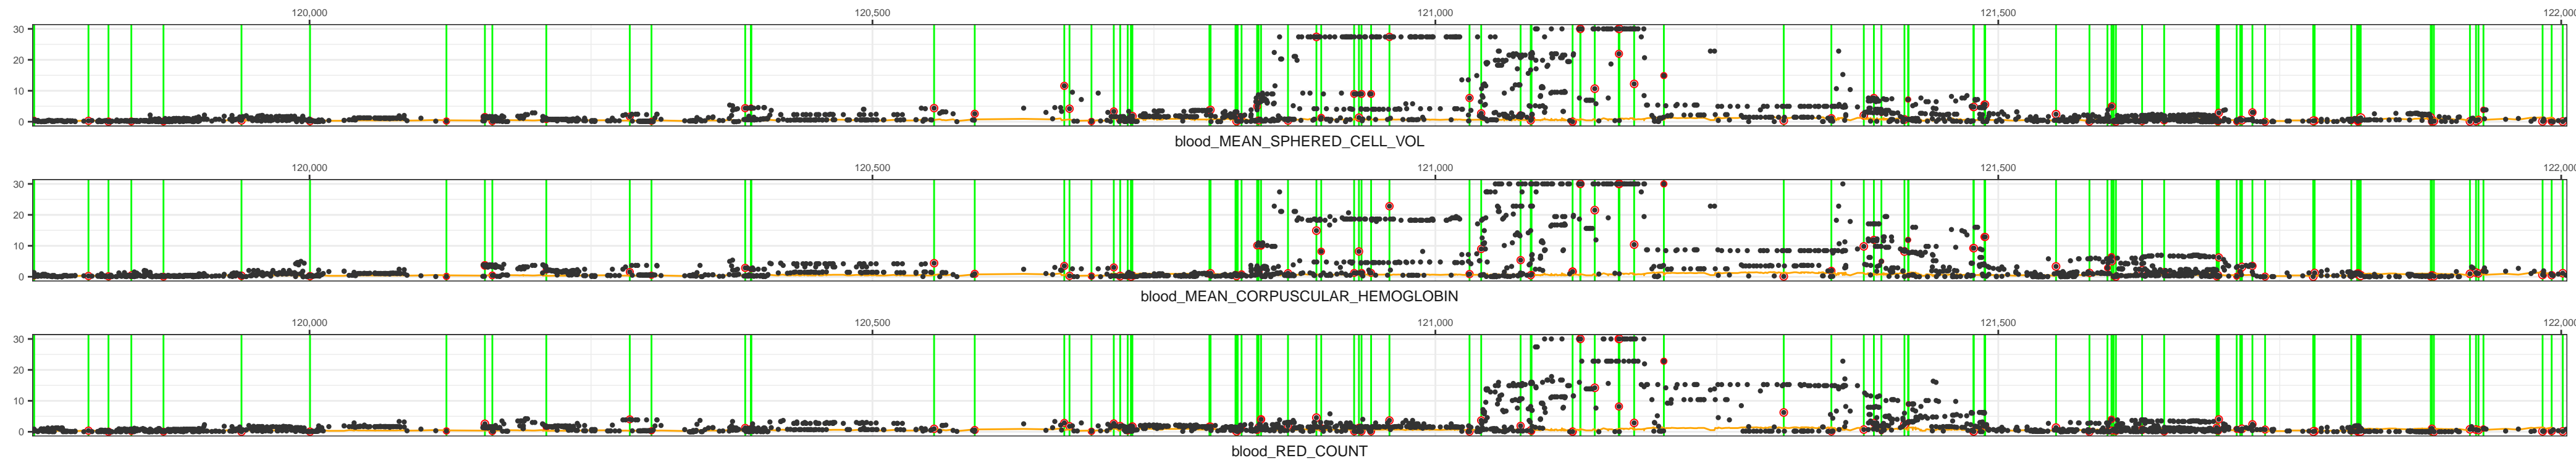 120,000 120,500 121,000 121,500 122,000
30
20
10
0
blood_MEAN_SPHERED_CELL_VOL
120,000 120,500 121,000 121,500 122,000
30
20
10
0
blood_MEAN_CORPUSCULAR_HEMOGLOBIN
120,000 120,500 121,000 121,500 122,000
30
20
10
0
blood_RED_COUNT